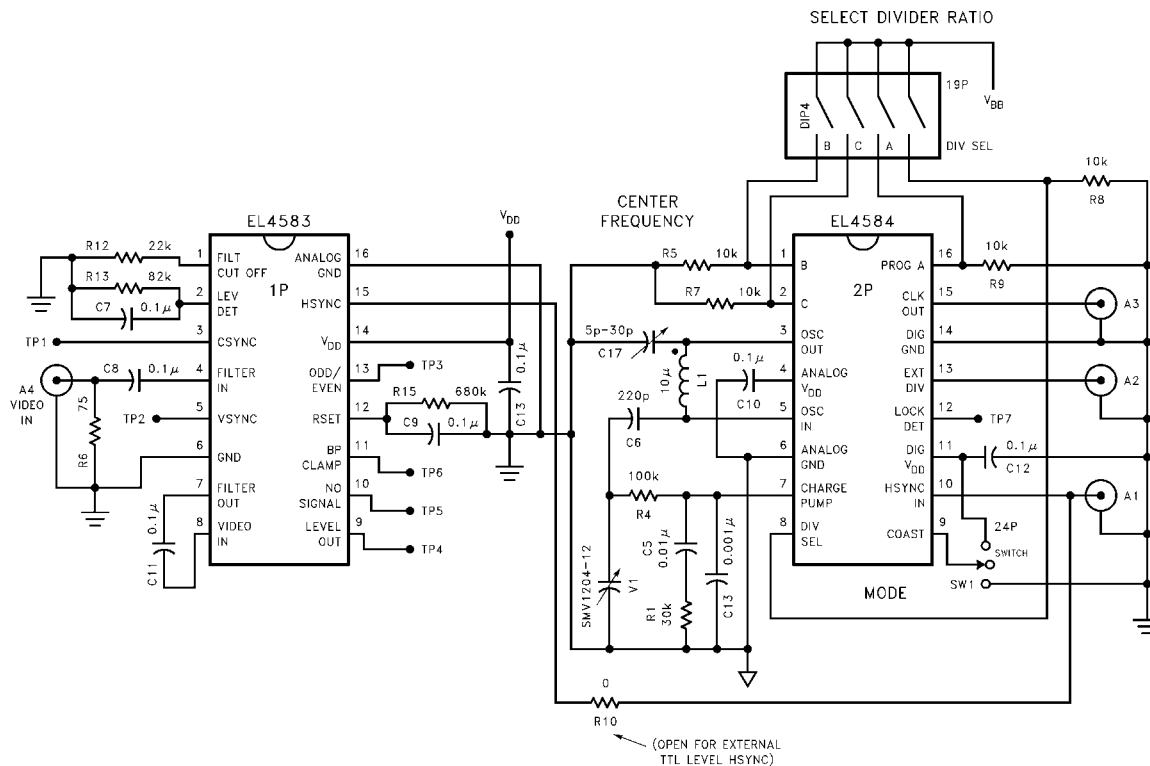 SELECT DIVIDER RATIO
19P
VBB
DIP4
B C A
DIV SEL
10k
R8
CENTER
FREQUENCY
VDD
EL4583
1P
R12 22k
R13 82k
C7 0.1μ
TP1
C8 0.1μ
A4
VIDEO
IN
75
R6
TP2
0.1μ
C11
1 FILT
CUT OFF
2 LEV
DET
3 CSYNC
4 FILTER
IN
5 VSYNC
6 GND
7 FILTER
OUT
8 VIDEO
IN
ANALOG 16
GND
HSYNC 15
VDD 14
ODD/ 13
EVEN
RSET 12
BP 11
CLAMP
NO 10
SIGNAL
LEVEL 9
OUT
TP3
R15 680k
C9 0.1μ
TP6
TP5
TP4
0.1μ
C13
EL4584
2P
R5 10k
R7 10k
5p-30p
C17
10μ
L1
0.1μ
C10
220p
C6
100k
R4
SMV1204-12
V1
C5
0.01μ
R1
30k
0.001μ
C13
1 B
2 C
3 OSC
OUT
4 ANALOG
VDD
5 OSC
IN
6 ANALOG
GND
7 CHARGE
PUMP
8 DIV
SEL
PROG A 16
CLK 15
OUT
DIG 14
GND
EXT 13
DIV
LOCK 12
DET
DIG 11
VDD
HSYNC 10
IN
COAST 9
10k
R9
A3
A2
TP7
0.1μ
C12
A1
24P
SWITCH
SW1
MODE
0
R10
(OPEN FOR EXTERNAL
TTL LEVEL HSYNC)